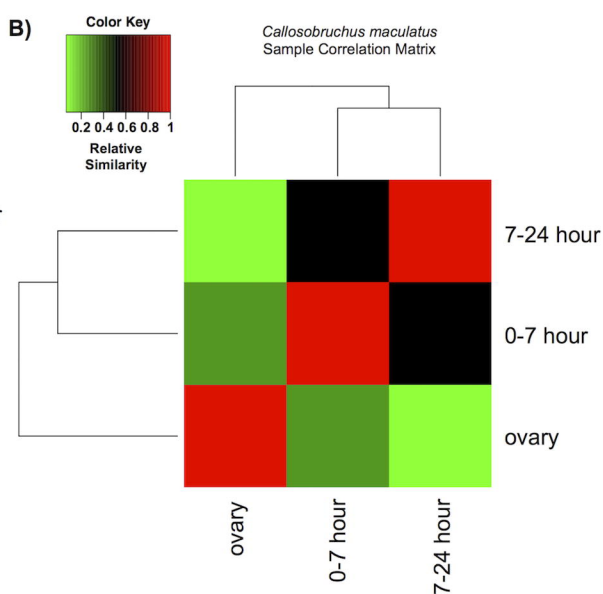 B)
Color Key
0.2 0.4 0.6 0.8 1
Relative
Similarity
Callosobruchus maculatus
Sample Correlation Matrix
7-24 hour
0-7 hour
ovary
ovary
0-7 hour
7-24 hour